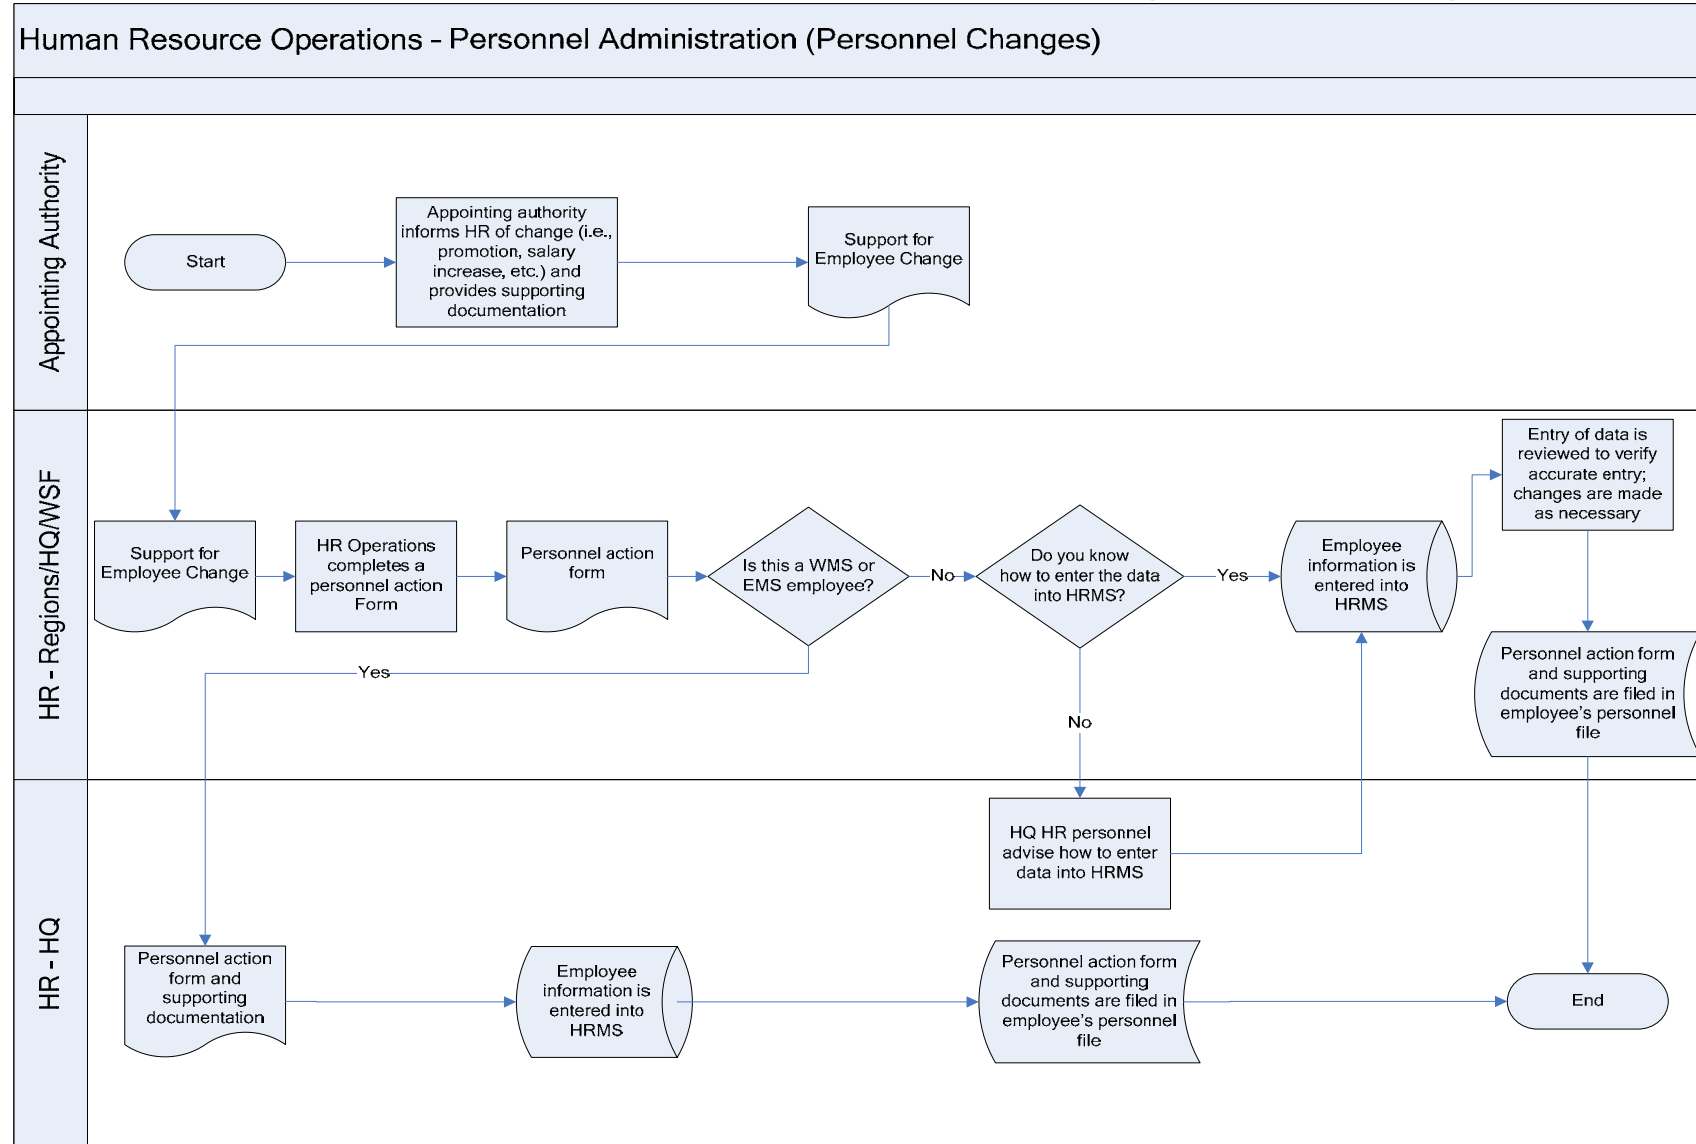 Human Resource Operations - Personnel Administration (Personnel Changes)
Appointing Authority
Start
Appointing authority
informs HR of change (i.e.,
promotion, salary
increase, etc.) and
provides supporting
documentation
Support for
Employee Change
HR - Regions/HQ/WSF
Support for
Employee Change
HR Operations
completes a
personnel action
Form
Personnel action
form
Is this a WMS or
EMS employee?
No
Do you know
how to enter the data
into HRMS?
Yes
Employee
information is
entered into
HRMS
Entry of data is
reviewed to verify
accurate entry;
changes are made
as necessary
Personnel action form
and supporting
documents are filed in
employee's personnel
file
Yes
No
HR - HQ
HQ HR personnel
advise how to enter
data into HRMS
Personnel action
form and
supporting
documentation
Employee
information is
entered into
HRMS
Personnel action form
and supporting
documents are filed in
employee's personnel
file
End